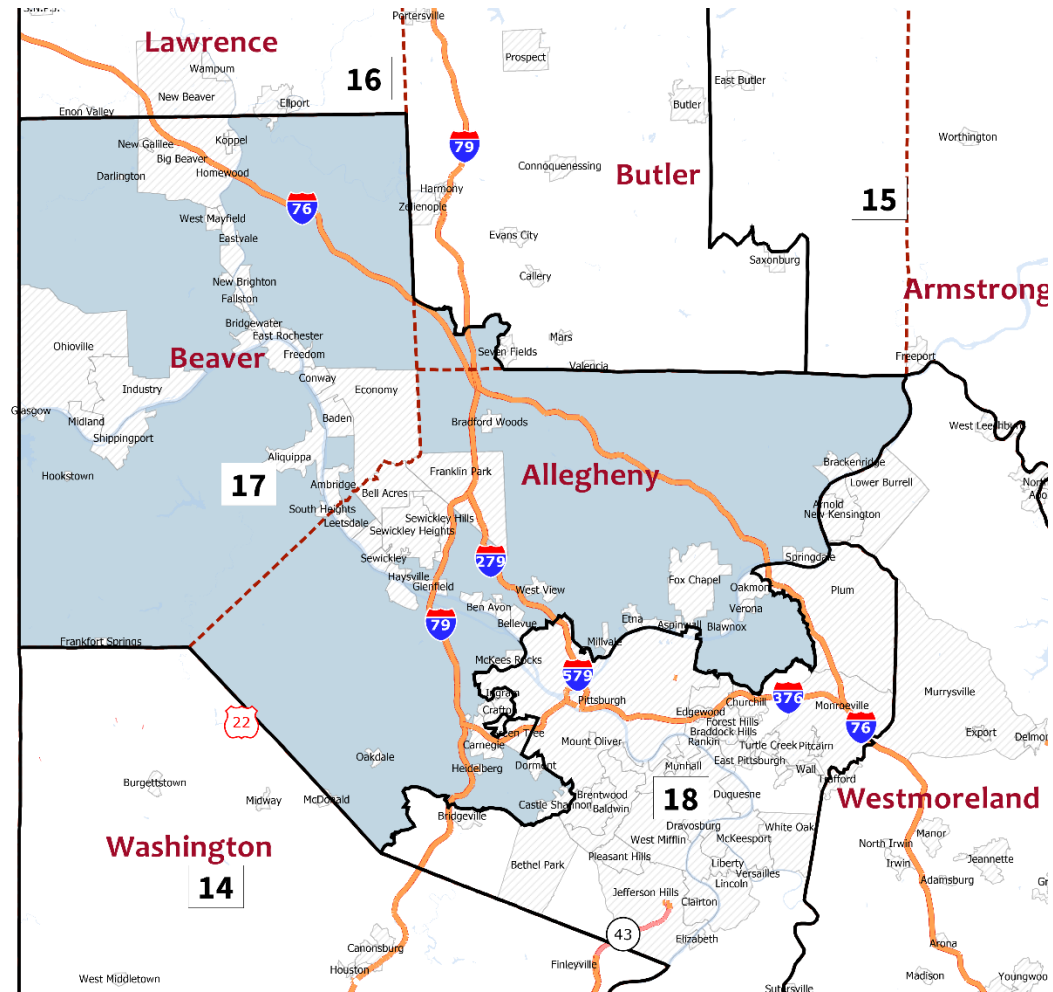 Portersville
Lawrence
Wampum
Prospect
16
East Butler
New Beaver
Butler
Ellport
Enon Valley
79
Worthington
New Galilee
Koppel
Big Beaver
Connoquenessing
Darlington
Homewood
Butler
Harmony
76
Zelienople
15
West Mayfield
Evans City
Eastvale
Saxonburg
Callery
New Brighton
Fallston
Armstrong
Bridgewater
East Rochester
Mars
Ohioville
Beaver
Freedom
Seven Fields
Freeport
Valencia
Conway
Industry
Economy
Glasgow
Midland
Baden
Bradford Woods
Shippingport
West Leechburg
Aliquippa
Brackenridge
Hookstown
17
Franklin Park
Allegheny
Lower Burrell
Ambridge
Bell Acres
Arnold
South Heights
New Kensington
Leetsdale
Sewickley Hills
Sewickley Heights
Sewickley
279
Springdale
Haysville
Fox Chapel
Glenfield
West View
Oakmont
Plum
Ben Avon
Verona
79
Bellevue
Etna
Aspinwall
Blawnox
Frankfort Springs
Millvale
McKees Rocks
579
Ingram
Pittsburgh
376
Murrysville
Crafton
Churchill
Monroeville
Edgewood
22
Forest Hills
76
Green Tree
Braddock Hills
Export
Carnegie
Mount Oliver
Rankin
Turtle Creek
Pitcairn
Delmont
Oakdale
Heidelberg
Dormont
Munhall
East Pittsburgh
Wall
Trafford
Burgettstown
Brentwood
Duquesne
Midway
McDonald
Castle Shannon
Baldwin
18
Westmoreland
Bridgeville
Dravosburg
White Oak
Washington
West Mifflin
McKeesport
Manor
North Irwin
Bethel Park
Pleasant Hills
Liberty
Irwin
Jeannette
14
Versailles
Lincoln
Adamsburg
Jefferson Hills
Clairton
43
Elizabeth
Canonsburg
Arona
Houston
Finleyville
West Middletown
Madison
Youngwood
Sutersville